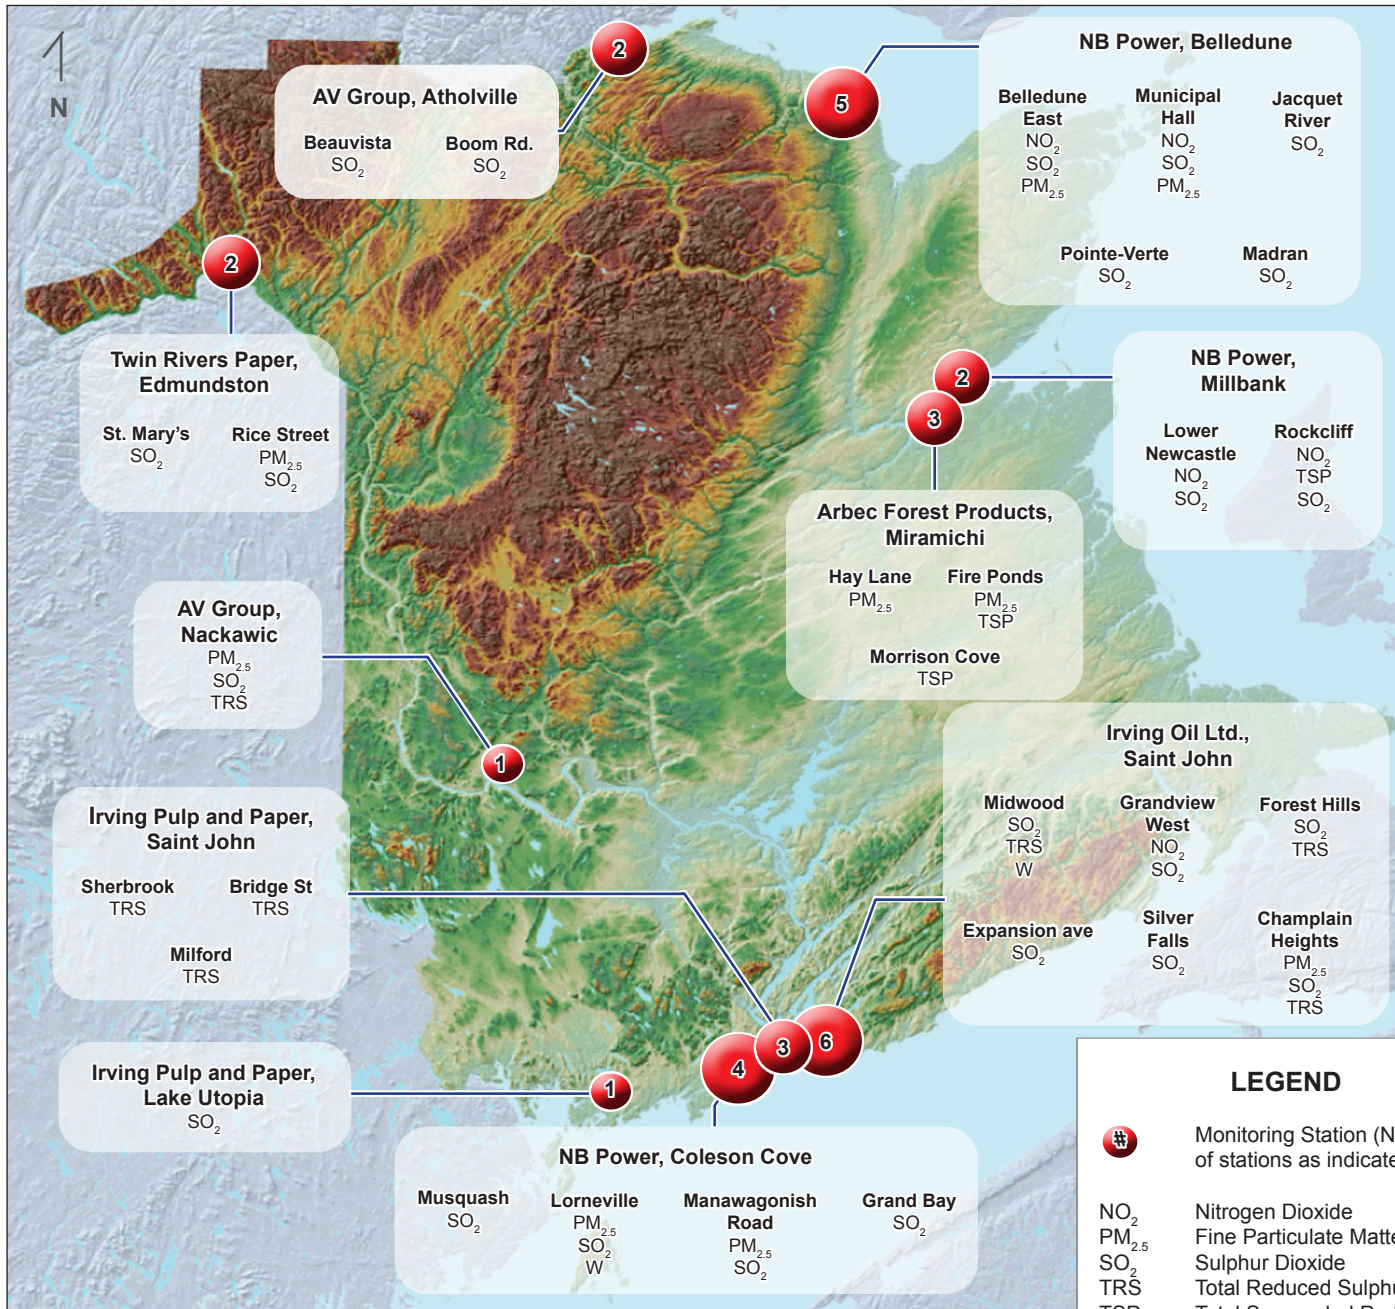 N
AV Group, Atholville
Beauvista
SO₂
Boom Rd.
SO₂
2
5
NB Power, Belledune
Belledune
East
NO₂
SO₂
PM₂.₅
Municipal
Hall
NO₂
SO₂
PM₂.₅
Jacquet
River
SO₂
Pointe-Verte
SO₂
Madran
SO₂
2
Twin Rivers Paper,
Edmundston
St. Mary's
SO₂
Rice Street
PM₂.₅
SO₂
2
NB Power,
Millbank
Lower
Newcastle
NO₂
SO₂
Rockcliff
NO₂
TSP
SO₂
3
Arbec Forest Products,
Miramichi
Hay Lane
PM₂.₅
Fire Ponds
PM₂.₅
TSP
Morrison Cove
TSP
AV Group,
Nackawic
PM₂.₅
SO₂
TRS
1
Irving Oil Ltd.,
Saint John
Midwood
SO₂
TRS
W
Grandview
West
NO₂
SO₂
Forest Hills
SO₂
TRS
Expansion ave
SO₂
Silver
Falls
SO₂
Champlain
Heights
PM₂.₅
SO₂
TRS
Irving Pulp and Paper,
Saint John
Sherbrook
TRS
Bridge St
TRS
Milford
TRS
6
3
4
1
Irving Pulp and Paper,
Lake Utopia
SO₂
NB Power, Coleson Cove
Musquash
SO₂
Lorneville
PM₂.₅
SO₂
W
Manawagonish
Road
PM₂.₅
SO₂
Grand Bay
SO₂
LEGEND
# Monitoring Station (N
of stations as indicate
NO₂ Nitrogen Dioxide
PM₂.₅ Fine Particulate Matte
SO₂ Sulphur Dioxide
TRS Total Reduced Sulphu